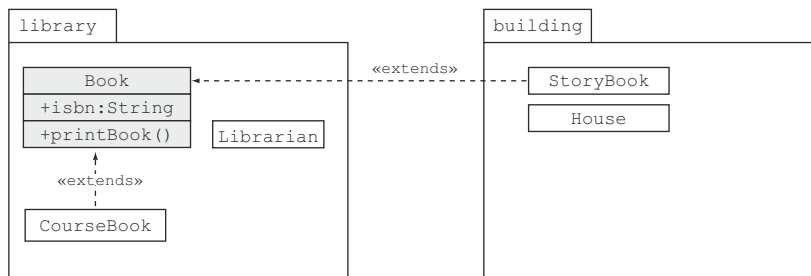 library
Book
+isbn:String
+printBook()
Librarian
«extends»
CourseBook
«extends»
building
StoryBook
House